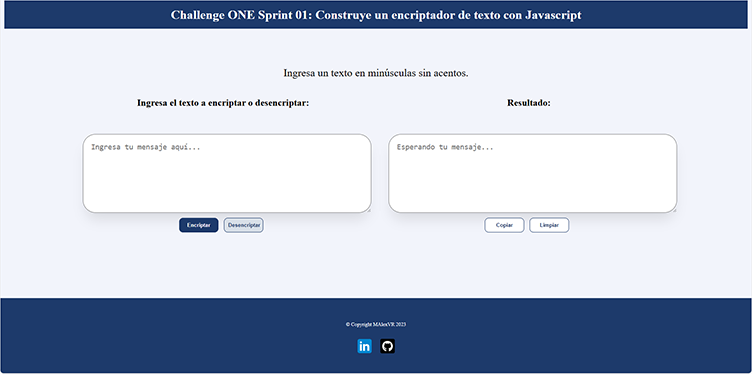 Challenge ONE Sprint 01: Construye un encriptador de texto con Javascript
Ingresa un texto en minúsculas sin acentos.
Ingresa el texto a encriptar o desencriptar:
Resultado:
Ingresa tu mensaje aquí...
Esperando tu mensaje...
Encriptar
Desencriptar
Copiar
Limpiar
© Copyright MAlexVR 2023
in